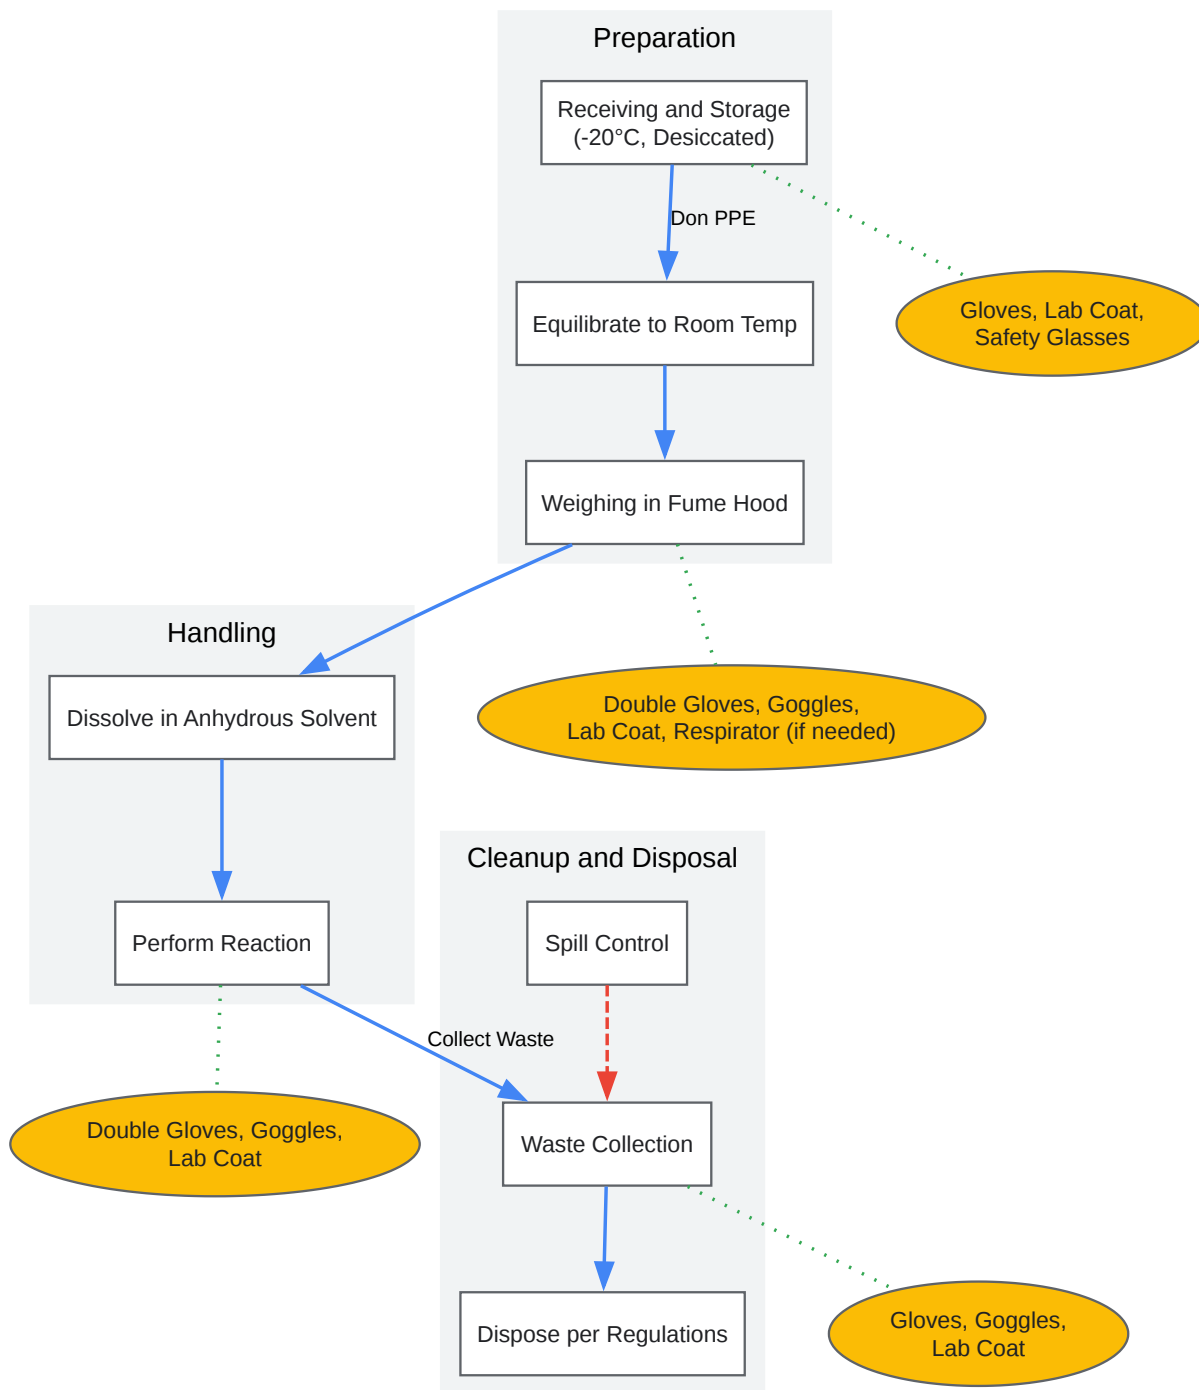 Preparation
Receiving and Storage
(-20°C, Desiccated)
Don PPE
Equilibrate to Room Temp
Gloves, Lab Coat,
Safety Glasses
Weighing in Fume Hood
Handling
Dissolve in Anhydrous Solvent
Double Gloves, Goggles,
Lab Coat, Respirator (if needed)
Cleanup and Disposal
Perform Reaction
Spill Control
Collect Waste
Double Gloves, Goggles,
Lab Coat
Waste Collection
Dispose per Regulations
Gloves, Goggles,
Lab Coat